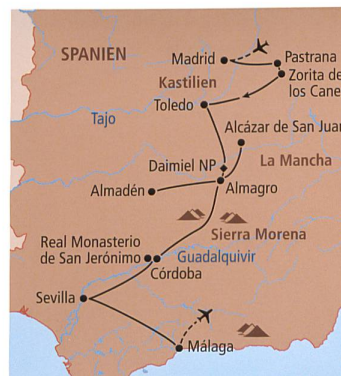 SPANIEN
Madrid
Pastrana
Zorita de
los Cane
Kastilien
Toledo
Tajo
Alcázar de San Juan
Daimiel NP
La Mancha
Almadén
Almagro
Sierra Morena
Real Monasterio
de San Jerónimo
Guadalquivir
Córdoba
Sevilla
Málaga